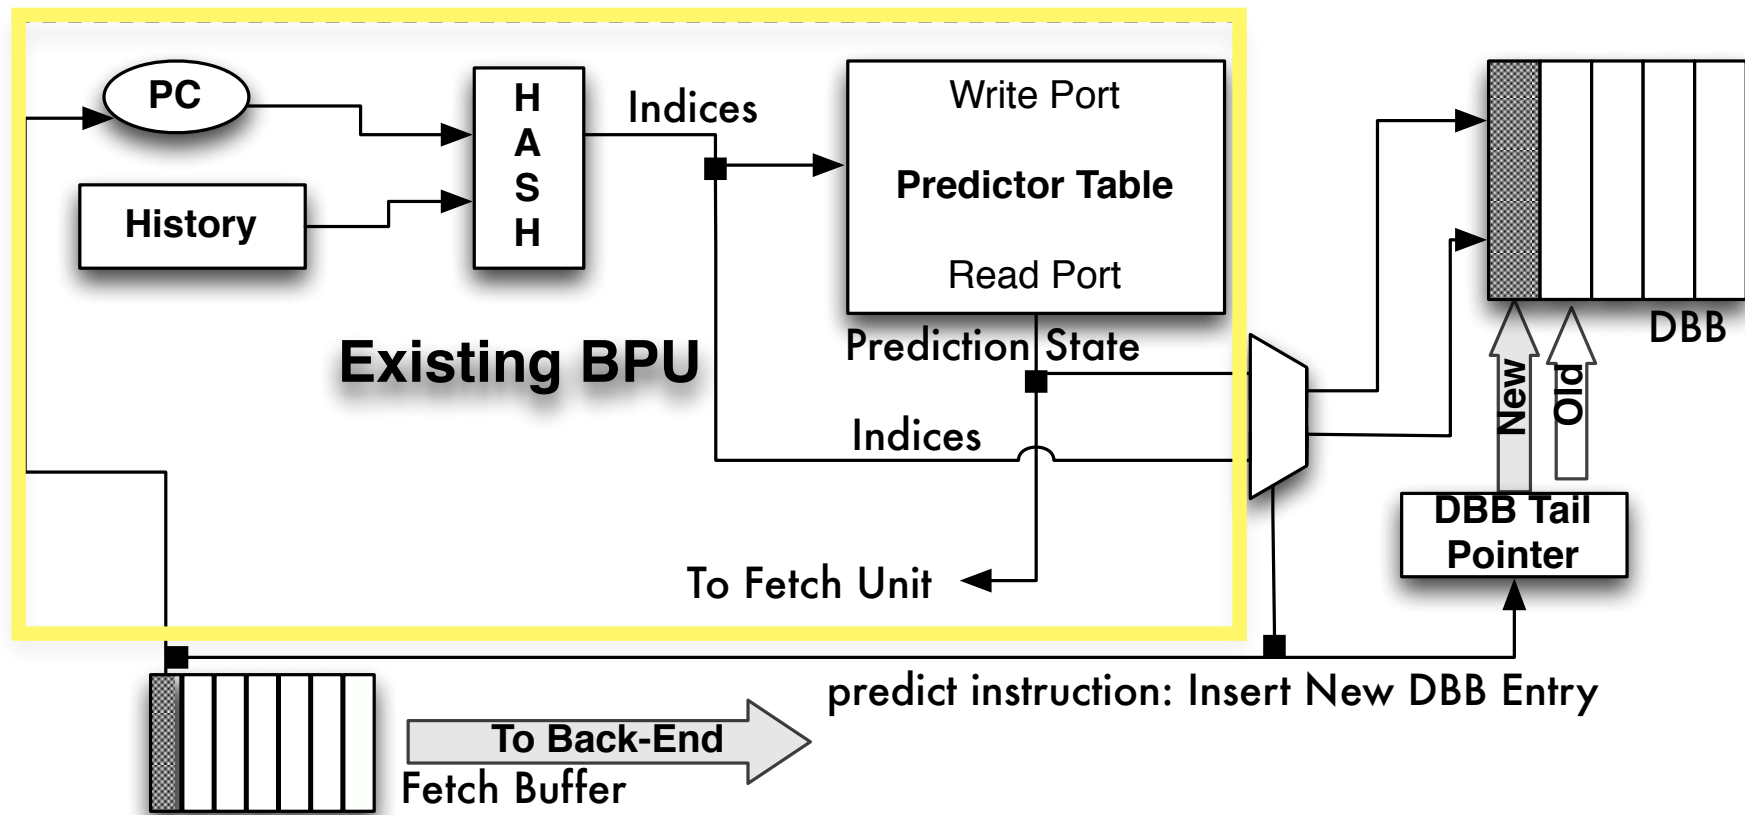 PC
History
H
A
S
H
Indices
Write Port
Predictor Table
Read Port
Prediction State
Existing BPU
Indices
To Fetch Unit
DBB
New
Old
DBB Tail
Pointer
predict instruction: Insert New DBB Entry
To Back-End
Fetch Buffer